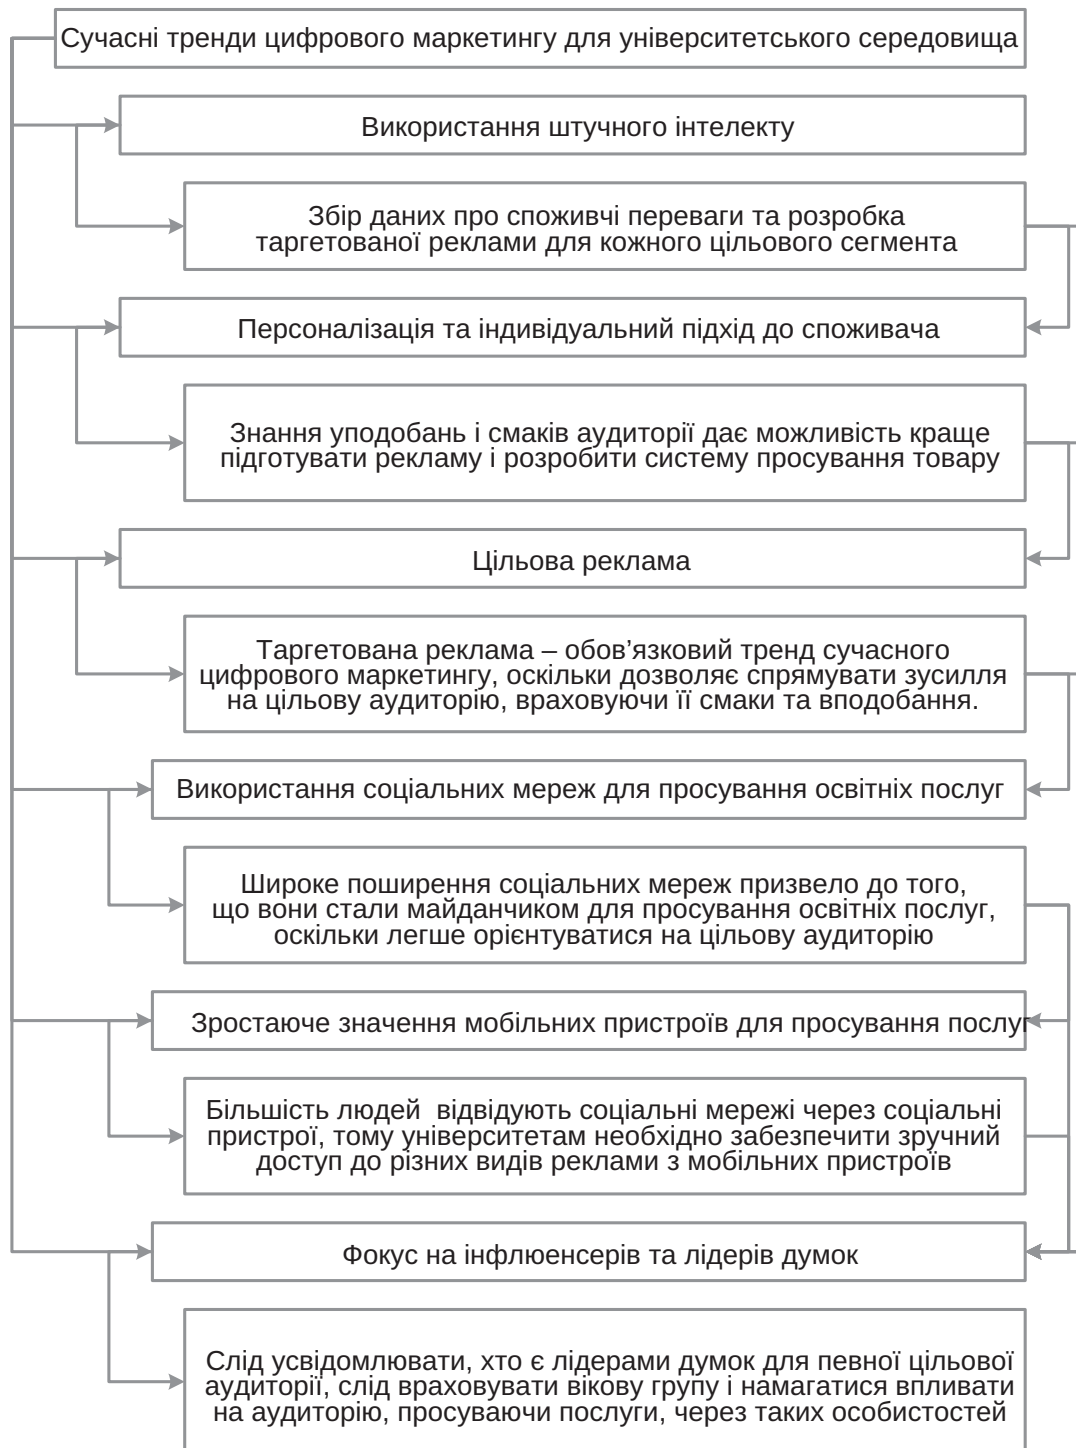 Сучасні тренди цифрового маркетингу для університетського середовища
Використання штучного інтелекту
Збір даних про споживчі переваги та розробка
таргетованої реклами для кожного цільового сегмента
Персоналізація та індивідуальний підхід до споживача
Знання уподобань і смаків аудиторії дає можливість краще
підготувати рекламу і розробити систему просування товару
Цільова реклама
Таргетована реклама – обов’язковий тренд сучасного
цифрового маркетингу, оскільки дозволяє спрямувати зусилля
на цільову аудиторію, враховуючи її смаки та вподобання.
Використання соціальних мереж для просування освітніх послуг
Широке поширення соціальних мереж призвело до того,
що вони стали майданчиком для просування освітніх послуг,
оскільки легше орієнтуватися на цільову аудиторію
Зростаюче значення мобільних пристроїв для просування послуг
Більшість людей  відвідують соціальні мережі через соціальні
пристрої, тому університетам необхідно забезпечити зручний
доступ до різних видів реклами з мобільних пристроїв
Фокус на інфлюенсерів та лідерів думок
Слід усвідомлювати, хто є лідерами думок для певної цільової
аудиторії, слід враховувати вікову групу і намагатися впливати
на аудиторію, просуваючи послуги, через таких особистостей